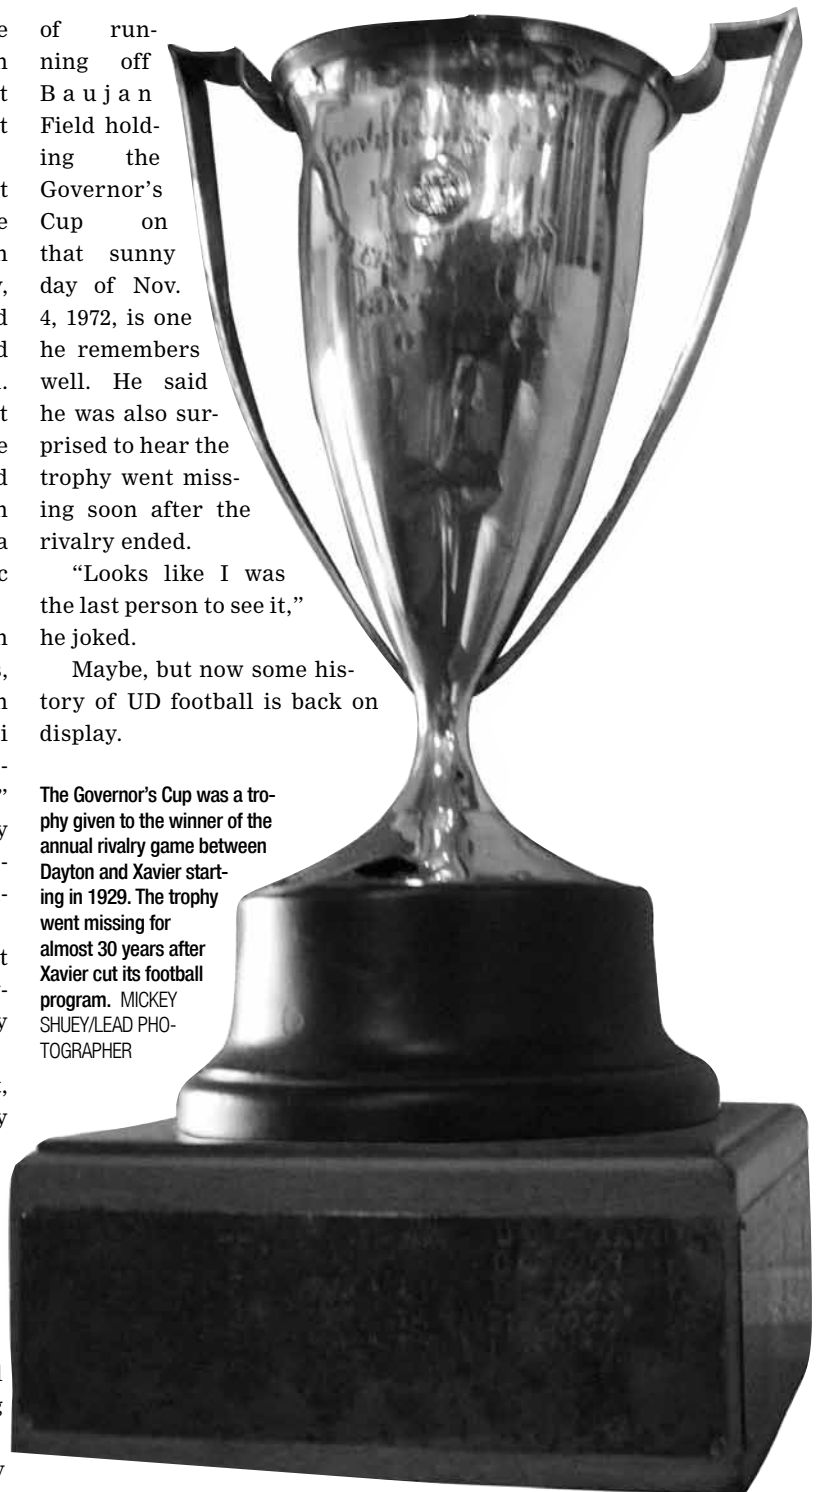 of run-
ning off
Baujan
Field hold-
ing the
Governor's
Cup on
that sunny
day of Nov.
4, 1972, is one
he remembers
well. He said
he was also sur-
prised to hear the
trophy went miss-
ing soon after the
rivalry ended.
“Looks like I was
the last person to see it,”
he joked.
Maybe, but now some his-
tory of UD football is back on
display.
The Governor's Cup was a tro-
phy given to the winner of the
annual rivalry game between
Dayton and Xavier start-
ing in 1929. The trophy
went missing for
almost 30 years after
Xavier cut its football
program. MICKEY
SHUEY/LEAD PHO-
TOGRAPHER